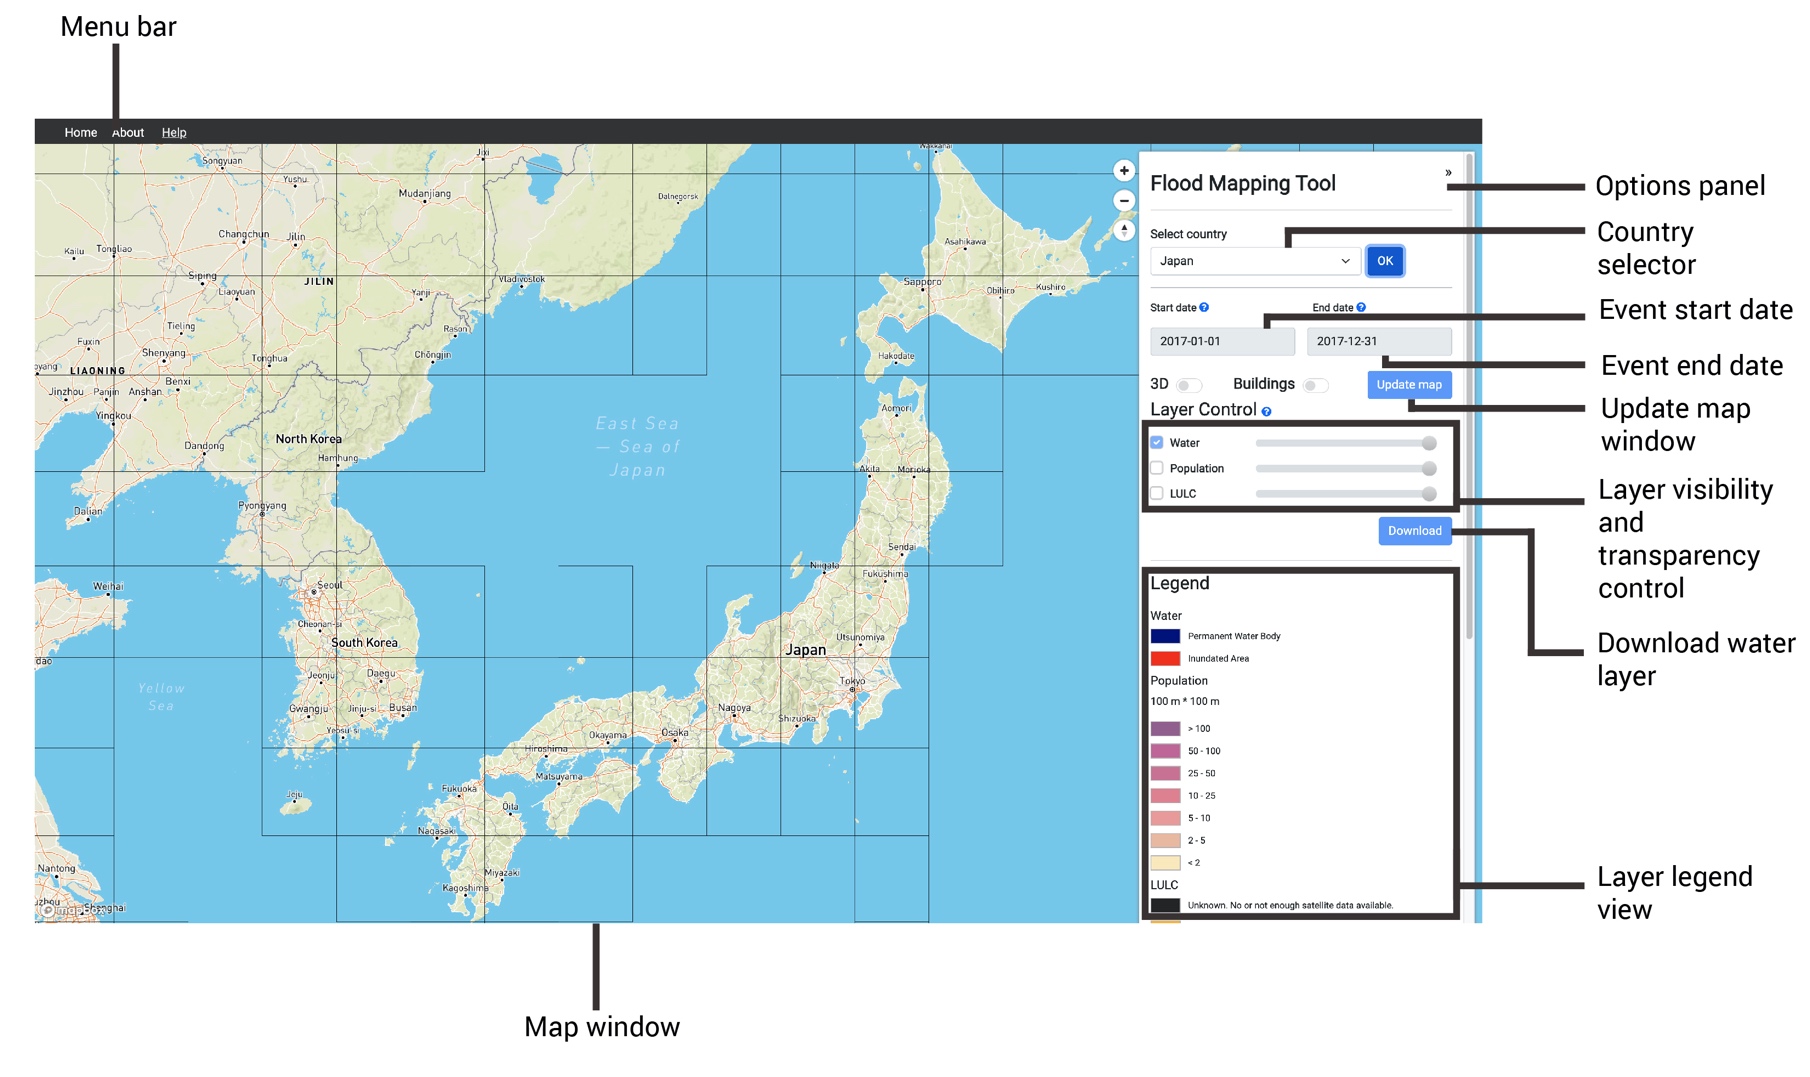 Menu bar
Home About Help
Wakkanai
Songyuan
Jixi
Yushu
Mudanjiang
Dalnegorsk
Changchun
Jilin
Kailu
Tongliao
Asahikawa
Siping
JILIN
Vladivostok
Liaoyuan
Yanji
Sapporo
Obihiro
Kushiro
Tieling
Rason
Fuxin
Shenyang
Tonghua
Chŏngjin
Hakodate
oyang
LIAONING
Benxi
Jinzhou
Panjin
Anshan
Yingkou
Aomori
East Sea
— Sea of
Japan
Dandong
North Korea
Hamhung
Akita
Morioka
Pyongyang
Dalian
Sendai
Niigata
Fukushima
Weihai
Seoul
Cheonan-si
South Korea
Utsunomiya
Japan
dao
Jeonju
Daegu
Tokyo
Yellow
Sea
Gwangju
Jinju-si
Busan
Nagoya
Shizuoka
Yeosu-si
Okayama
Osaka
Hiroshima
Matsuyama
Jeju
Fukuoka
Oita
Nagasaki
Nantong
Miyazaki
Kagoshima
uzhou
Shanghai
mapbox
Flood Mapping Tool
»
Options panel
Select country
Japan
OK
Country
selector
Start date ?
End date ?
Event start date
2017-01-01
2017-12-31
Event end date
3D
Buildings
Update map
Update map
window
Layer Control ?
Water
Population
LULC
Layer visibility
and
transparency
control
Download
Download water
layer
Legend
Water
Permanent Water Body
Inundated Area
Population
100 m * 100 m
> 100
50 - 100
25 - 50
10 - 25
5 - 10
2 - 5
< 2
LULC
Unknown. No or not enough satellite data available.
Layer legend
view
Map window